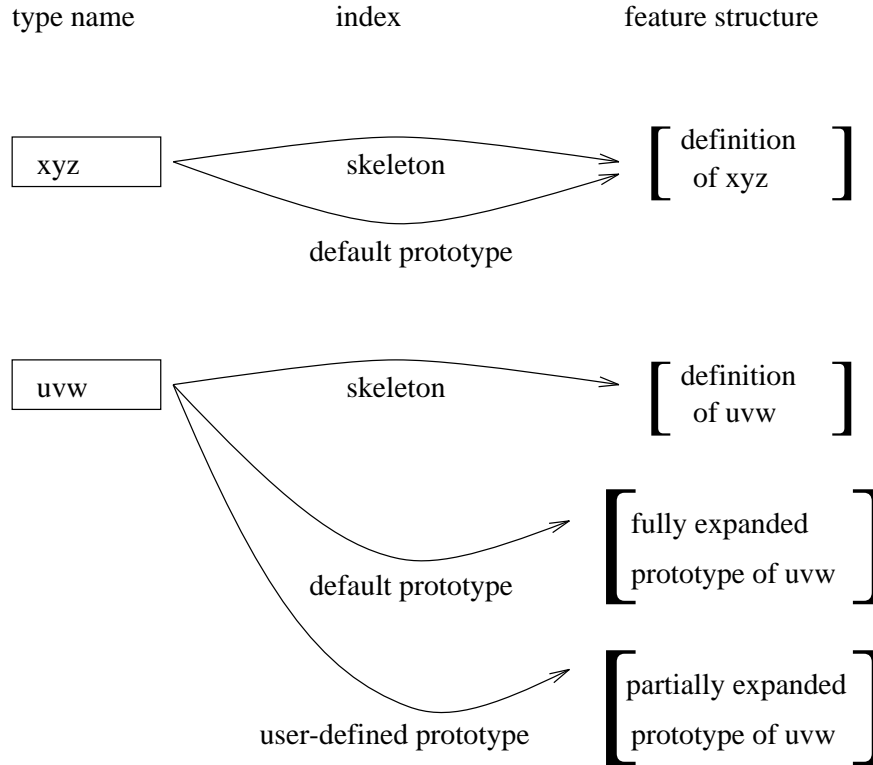 type name index feature structure
xyz
skeleton
definition
of xyz
default prototype
uvw
skeleton
definition
of uvw
default prototype
fully expanded
prototype of uvw
user-defined prototype
partially expanded
prototype of uvw